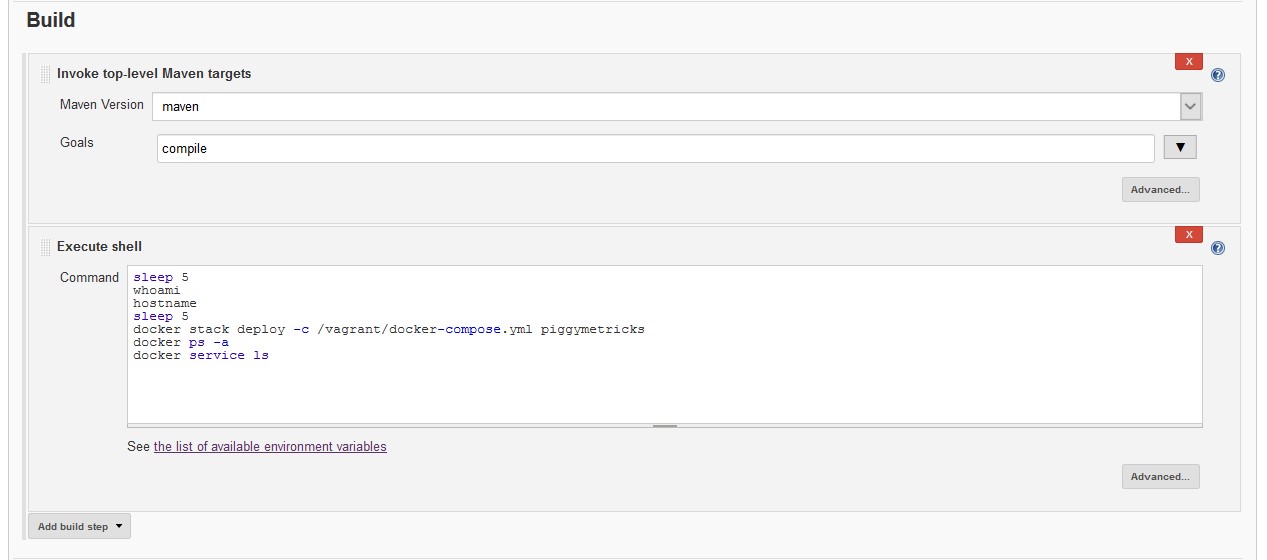 Build
X
Invoke top-level Maven targets
Maven Version maven
Goals compile
Advanced...
X
Execute shell
Command
sleep 5
whoami
hostname
sleep 5
docker stack deploy -c /vagrant/docker-compose.yml piggymetricks
docker ps -a
docker service ls
See the list of available environment variables
Advanced...
Add build step